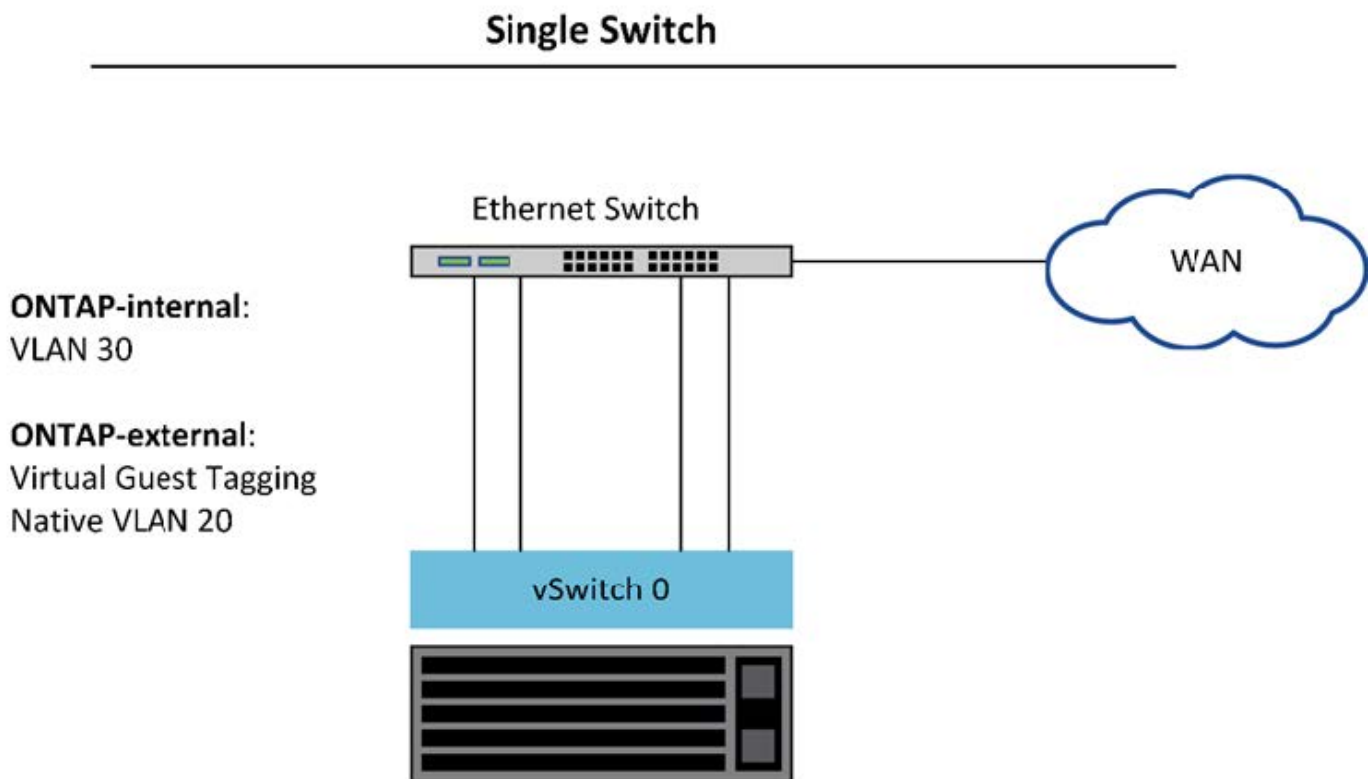 Single Switch
Ethernet Switch
WAN
ONTAP-internal:
VLAN 30
ONTAP-external:
Virtual Guest Tagging
Native VLAN 20
vSwitch 0